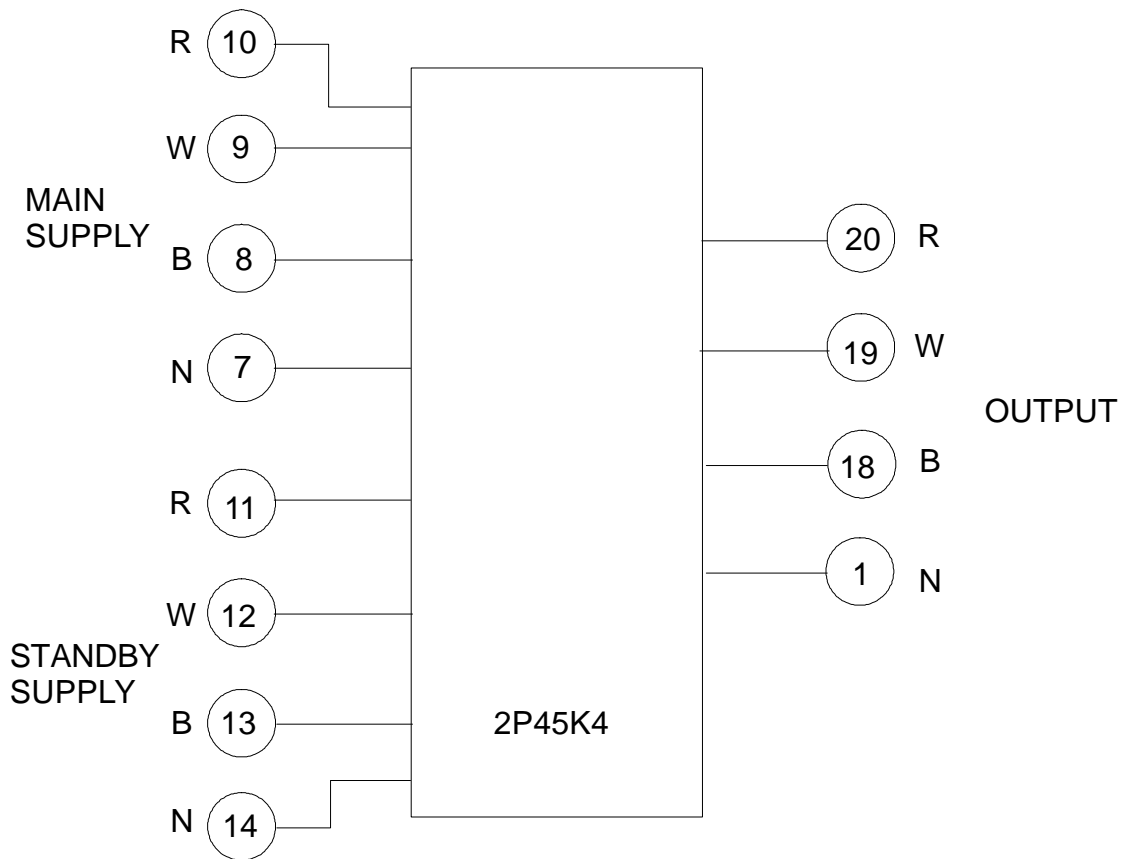 R 10
W 9
MAIN
SUPPLY
B 8
N 7
R 11
W 12
STANDBY
SUPPLY
B 13
N 14
2P45K4
20 R
19 W
OUTPUT
18 B
1 N